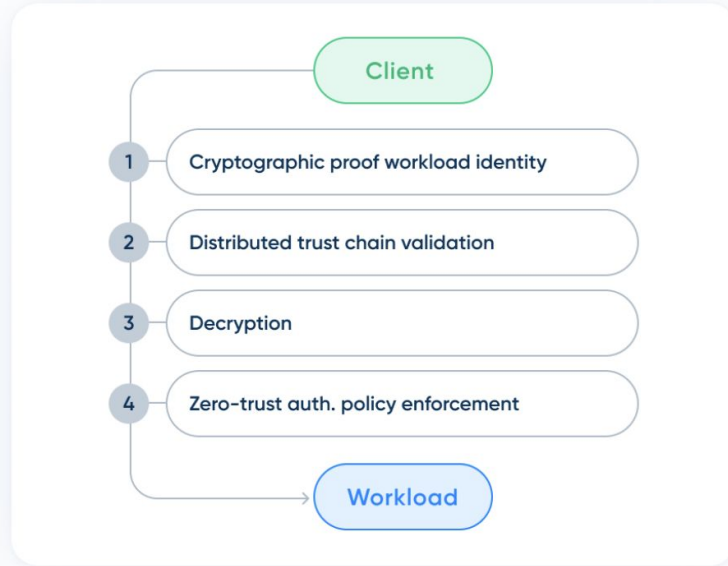 Client
1
Cryptographic proof workload identity
2
Distributed trust chain validation
3
Decryption
4
Zero-trust auth. policy enforcement
Workload